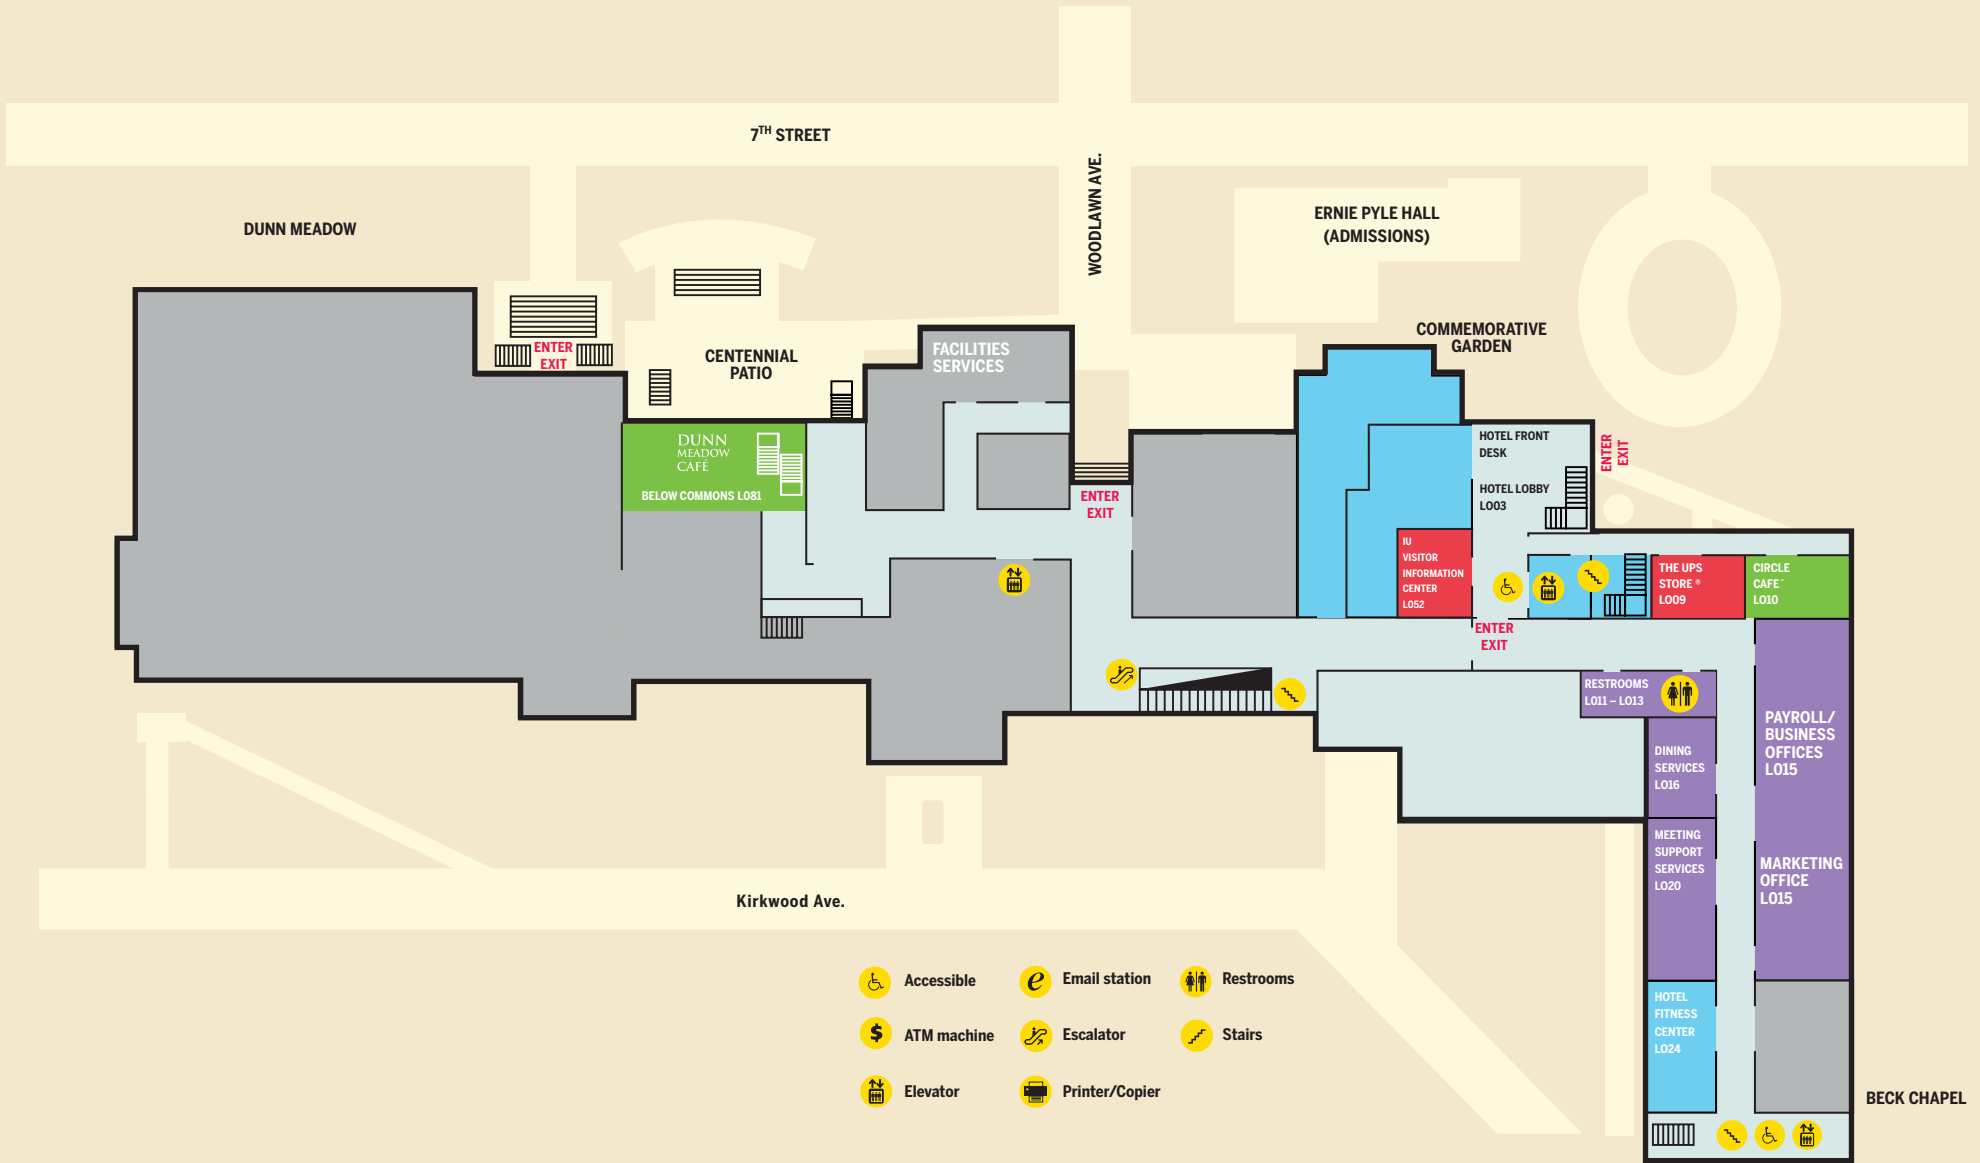 7TH STREET
WOODLAWN AVE.
DUNN MEADOW
ERNIE PYLE HALL
(ADMISSIONS)
COMMEMORATIVE
GARDEN
ENTER
EXIT
CENTENNIAL
PATIO
FACILITIES
SERVICES
DUNN
MEADOW
CAFÉ
BELOW COMMONS L081
ENTER
EXIT
HOTEL FRONT
DESK
HOTEL LOBBY
L003
ENTER
EXIT
IU
VISITOR
INFORMATION
CENTER
L052
THE UPS
STORE ®
L009
CIRCLE
CAFE´
L010
ENTER
EXIT
RESTROOMS
L011 – L013
PAYROLL/
BUSINESS
OFFICES
L015
DINING
SERVICES
L016
MEETING
SUPPORT
SERVICES
L020
MARKETING
OFFICE
L015
HOTEL
FITNESS
CENTER
L024
BECK CHAPEL
Kirkwood Ave.
Accessible
e Email station
Restrooms
$ ATM machine
Escalator
Stairs
Elevator
Printer/Copier